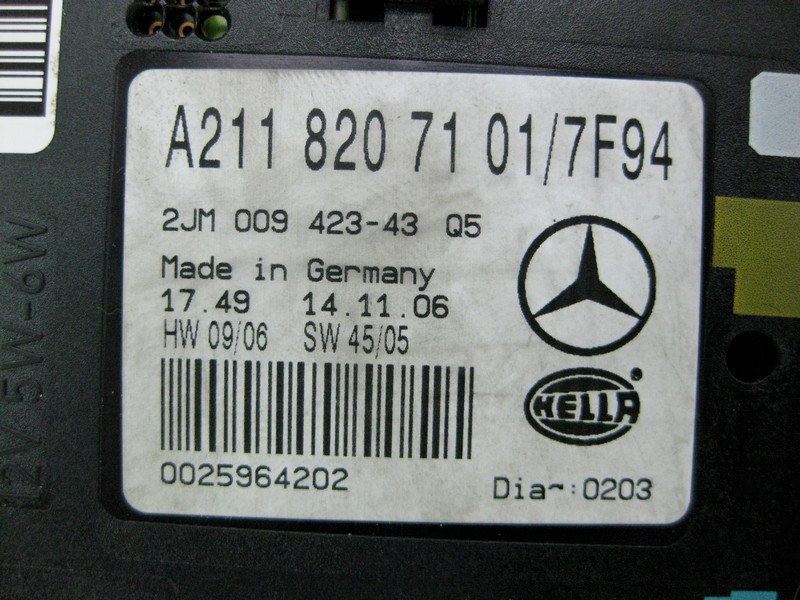 A211 820 71 01/7F94
2JM 009 423-43 Q5
Made in Germany
17.49 14.11.06
HW 09/06 SW 45/05
HELLA
®
0025964202
Dia~:0203
12V 5W-6W